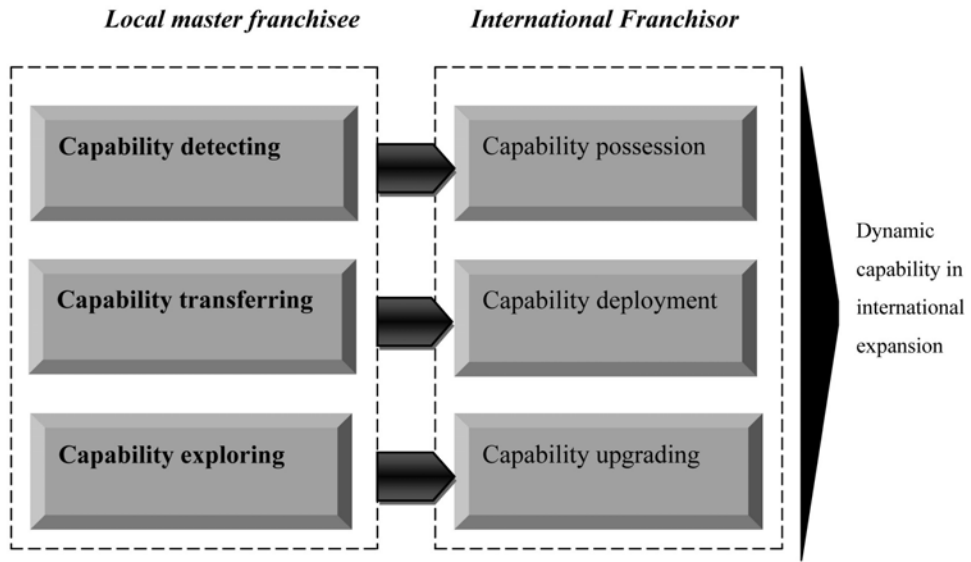 Local master franchisee
International Franchisor
Capability detecting
Capability possession
Capability transferring
Capability deployment
Capability exploring
Capability upgrading
Dynamic
capability in
international
expansion